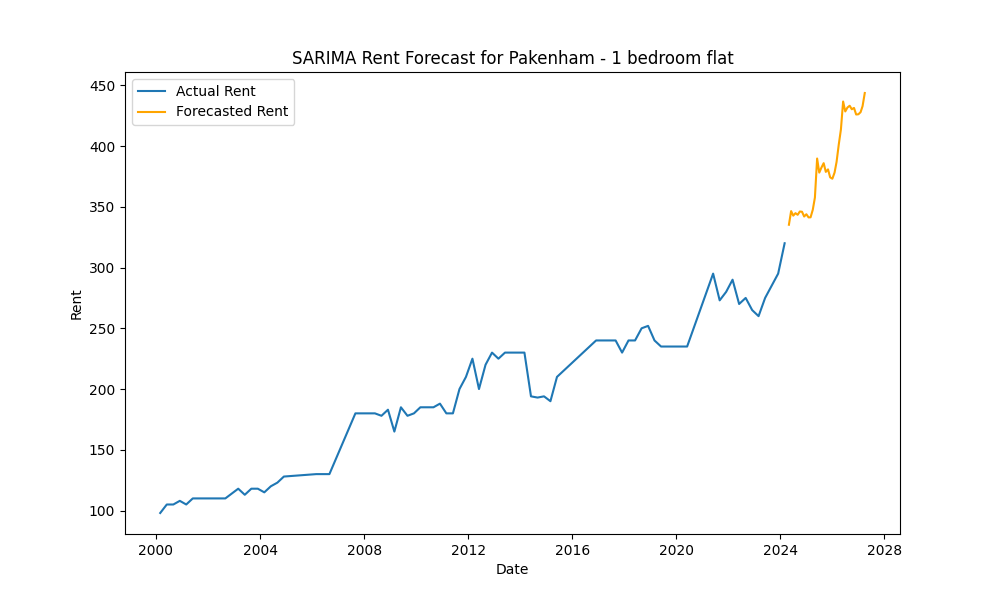 SARIMA Rent Forecast for Pakenham - 1 bedroom flat
Actual Rent
Forecasted Rent
450
400
350
300
250
200
150
100
Rent
2000 2004 2008 2012 2016 2020 2024 2028
Date